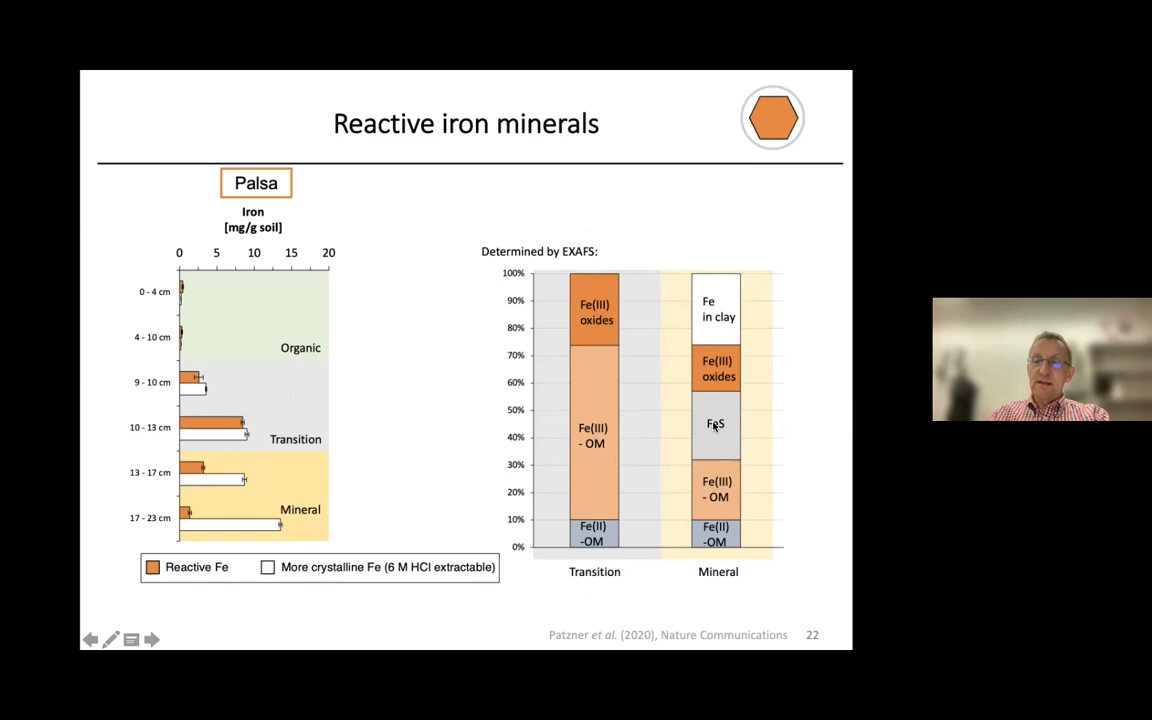 Reactive iron minerals
Palsa
Iron
[mg/g soil]
0 5 10 15 20
0 - 4 cm
4 - 10 cm
Organic
9 - 10 cm
10 - 13 cm
Transition
13 - 17 cm
Mineral
17 - 23 cm
Reactive Fe
More crystalline Fe (6 M HCl extractable)
Determined by EXAFS:
100%
90%
80%
70%
60%
50%
40%
30%
20%
10%
0%
Fe(III)
oxides
Fe(III)
- OM
Fe(II)
-OM
Fe
in clay
Fe(III)
oxides
FeS
Fe(III)
- OM
Fe(II)
-OM
Transition
Mineral
Patzner et al. (2020), Nature Communications 22